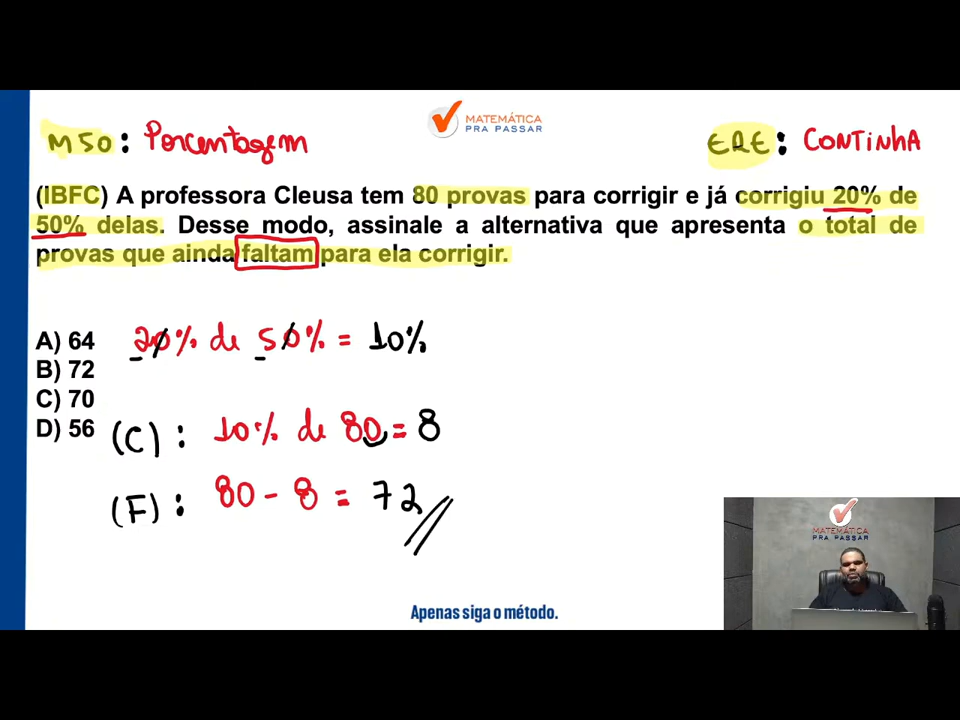 M50 : Porcentagem
MATEMÁTICA
PRA PASSAR
ERE : CONTINHA
(IBFC) A professora Cleusa tem 80 provas para corrigir e já corrigiu 20% de
50% delas. Desse modo, assinale a alternativa que apresenta o total de
provas que ainda faltam para ela corrigir.
A) 64
20% de 50% = 10%
B) 72
C) 70
D) 56
(C) : 10% de 80 = 8
(F) : 80 - 8 = 72
MATEMÁTICA
PRA PASSAR
Apenas siga o método.